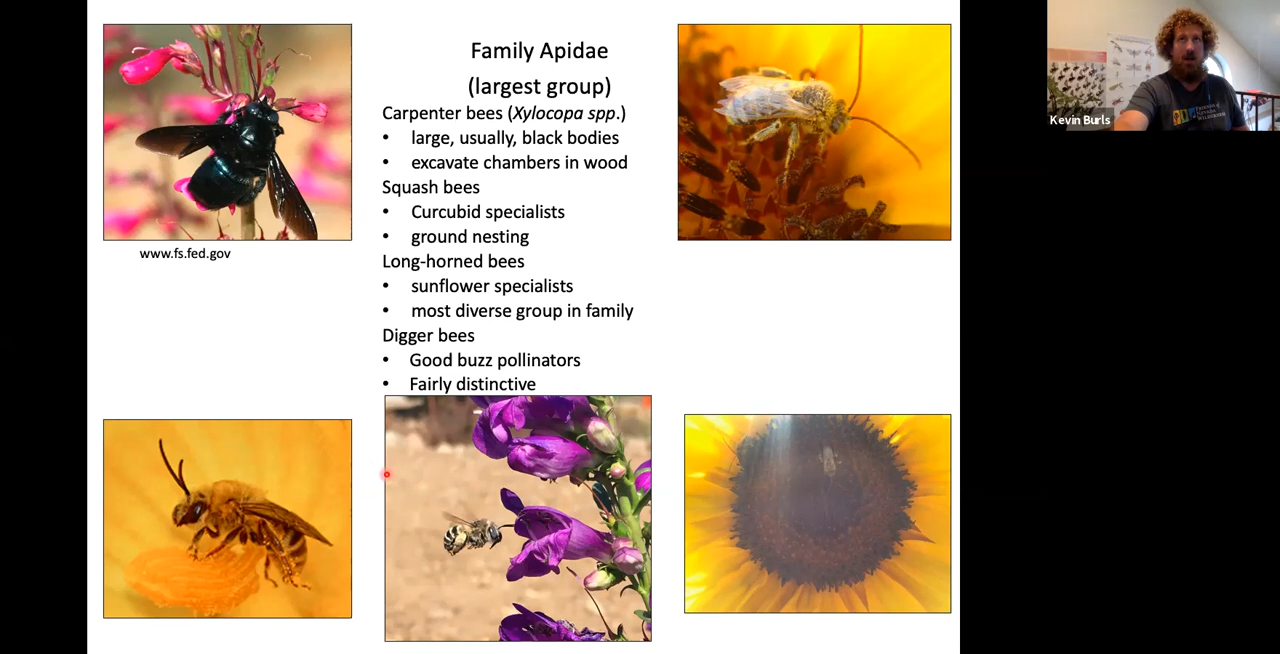 Family Apidae
(largest group)
Carpenter bees (Xylocopa spp.)
• large, usually, black bodies
• excavate chambers in wood
Squash bees
• Curcubid specialists
• ground nesting
Long-horned bees
• sunflower specialists
• most diverse group in family
Digger bees
• Good buzz pollinators
• Fairly distinctive
www.fs.fed.gov
Kevin Burls